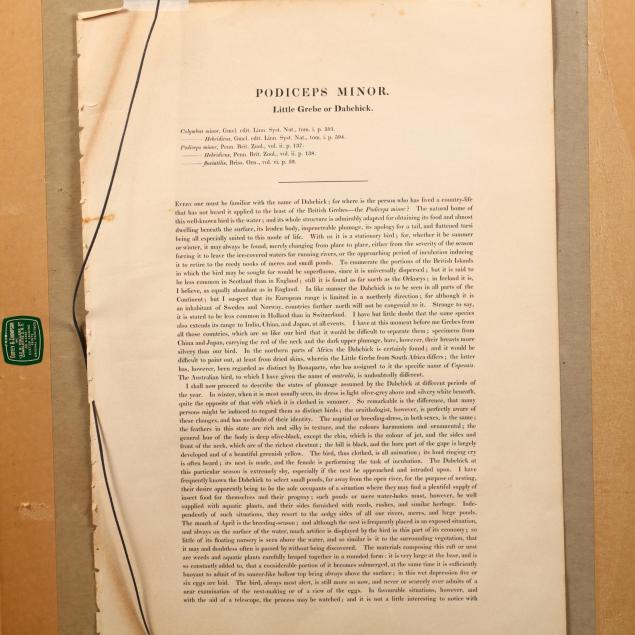 PODICEPS MINOR.
Little Grebe or Dabchick.
Colymbus minor, Gmel. edit. Linn. Syst. Nat., tom. i. p. 591.
——— Hebridicus, Gmel. edit. Linn. Syst. Nat., tom. i. p. 594.
Podiceps minor, Penn. Brit. Zool., vol. ii. p. 137.
——— Hebridicus, Penn. Brit. Zool., vol. ii. p. 138.
——— fluviatilis, Briss. Orn., vol. vi. p. 59.
Every one must be familiar with the name of Dabchick; for where is the person who has lived a country-life
that has not heard it applied to the least of the British Grebes—the Podiceps minor? The natural home of
this well-known bird is the water; and its whole structure is admirably adapted for obtaining its food and almost
dwelling beneath the surface, its leaden body, impenetrable plumage, its apology for a tail, and flattened tarsi
being all especially suited to this mode of life. With us it is a stationary bird; for, whether it be summer
or winter, it may always be found, merely changing from place to place, either from the severity of the season
forcing it to leave the ice-covered waters for running rivers, or the approaching period of incubation inducing
it to retire to the reedy nooks of meres and small ponds. To enumerate the portions of the British Islands
in which the bird may be sought for would be superfluous, since it is universally dispersed; but it is said to
be less common in Scotland than in England; still it is found as far north as the Orkneys; in Ireland it is,
I believe, as equally abundant as in England. In like manner the Dabchick is to be seen in all parts of the
Continent; but I suspect that its European range is limited in a northerly direction; for although it is
an inhabitant of Sweden and Norway, countries further north will not be congenial to it. Strange to say,
it is stated to be less common in Holland than in Switzerland. I have but little doubt that the same species
also extends its range to India, China, and Japan, at all events. I have at this moment before me Grebes from
all those countries, which are so like our bird that it would be difficult to separate them; specimens from
China and Japan, carrying the red of the neck and the dark upper plumage, have, however, their breasts more
silvery than our bird. In the northern parts of Africa the Dabchick is certainly found; and it would be
difficult to point out, at least from dried skins, wherein the Little Grebe from South Africa differs; the latter
has, however, been regarded as distinct by Bonaparte, who has assigned to it the specific name of Capensis.
The Australian bird, to which I have given the name of australis, is undoubtedly different.
I shall now proceed to describe the states of plumage assumed by the Dabchick at different periods of
the year. In winter, when it is most usually seen, its dress is light olive-grey above and silvery white beneath,
quite the opposite of that with which it is clothed in summer. So remarkable is the difference, that many
persons might be induced to regard them as distinct birds; the ornithologist, however, is perfectly aware of
these changes, and has no doubt of their identity. The nuptial or breeding-dress, in both sexes, is the same;
the feathers in this state are rich and silky in texture, and the colours harmonious and ornamental; the
general hue of the body is deep olive-black, except the chin, which is the colour of jet, and the sides and
front of the neck, which are of the richest chestnut; the bill is black, and the bare part of the gape is largely
developed and of a beautiful greenish yellow. The bird, thus clothed, is all animation; its loud ringing cry
is often heard; its nest is made, and the female is performing the task of incubation. The Dabchick at
this particular season is extremely shy, especially if the nest be approached and intruded upon. I have
frequently known the Dabchick to select small ponds, far away from the open river, for the purpose of nesting,
their desire apparently being to be the sole occupants of a situation where they may find a plentiful supply of
insect food for themselves and their progeny; such ponds or mere water-holes must, however, be well
supplied with aquatic plants, and their sides furnished with reeds, rushes, and similar herbage. Inde-
pendently of such situations, they resort to the sedgy sides of all our rivers, meres, and large ponds.
The month of April is the breeding-season; and although the nest is frequently placed in an exposed situation,
and always on the surface of the water, much artifice is displayed by the bird in this part of its economy; so
little of its floating nursery is seen above the water, and so similar is it to the surrounding vegetation, that
it may and doubtless often is passed by without being discovered. The materials composing this raft or nest
are weeds and aquatic plants carefully heaped together in a rounded form: it is very large at the base, and is
so constantly added to, that a considerable portion of it becomes submerged, at the same time it is sufficiently
buoyant to admit of its saucer-like hollow top being always above the surface; in this wet depression five or
six eggs are laid. The bird, always most alert, is still more so now, and never or scarcely ever admits of a
near examination of the nest-making or of a view of the eggs. In favourable situations, however, and
with the aid of a telescope, the process may be watched; and it is not a little interesting to notice with